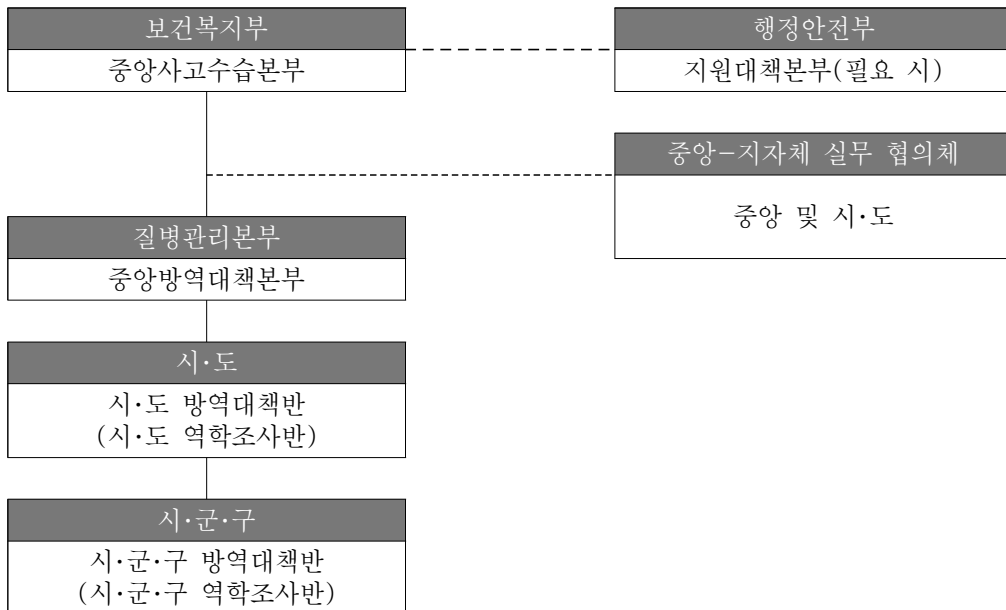 보건복지부
중앙사고수습본부
행정안전부
지원대책본부(필요 시)
중앙-지자체 실무 협의체
중앙 및 시·도
질병관리본부
중앙방역대책본부
시·도
시·도 방역대책반
(시·도 역학조사반)
시·군·구
시·군·구 방역대책반
(시·군·구 역학조사반)